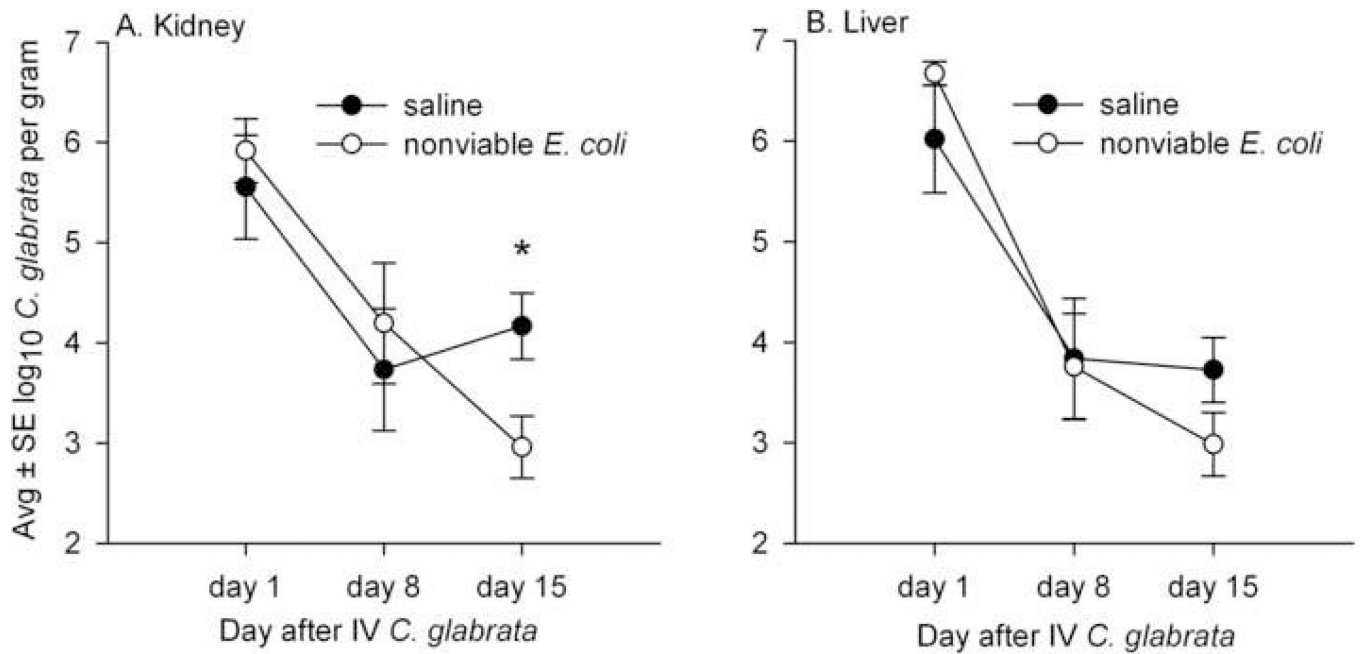 A. Kidney
7
6
5
4
3
2
Avg ± SE log10 C. glabrata per gram
saline
nonviable E. coli
*
day 1 day 8 day 15
Day after IV C. glabrata
B. Liver
7
6
5
4
3
2
saline
nonviable E. coli
day 1 day 8 day 15
Day after IV C. glabrata